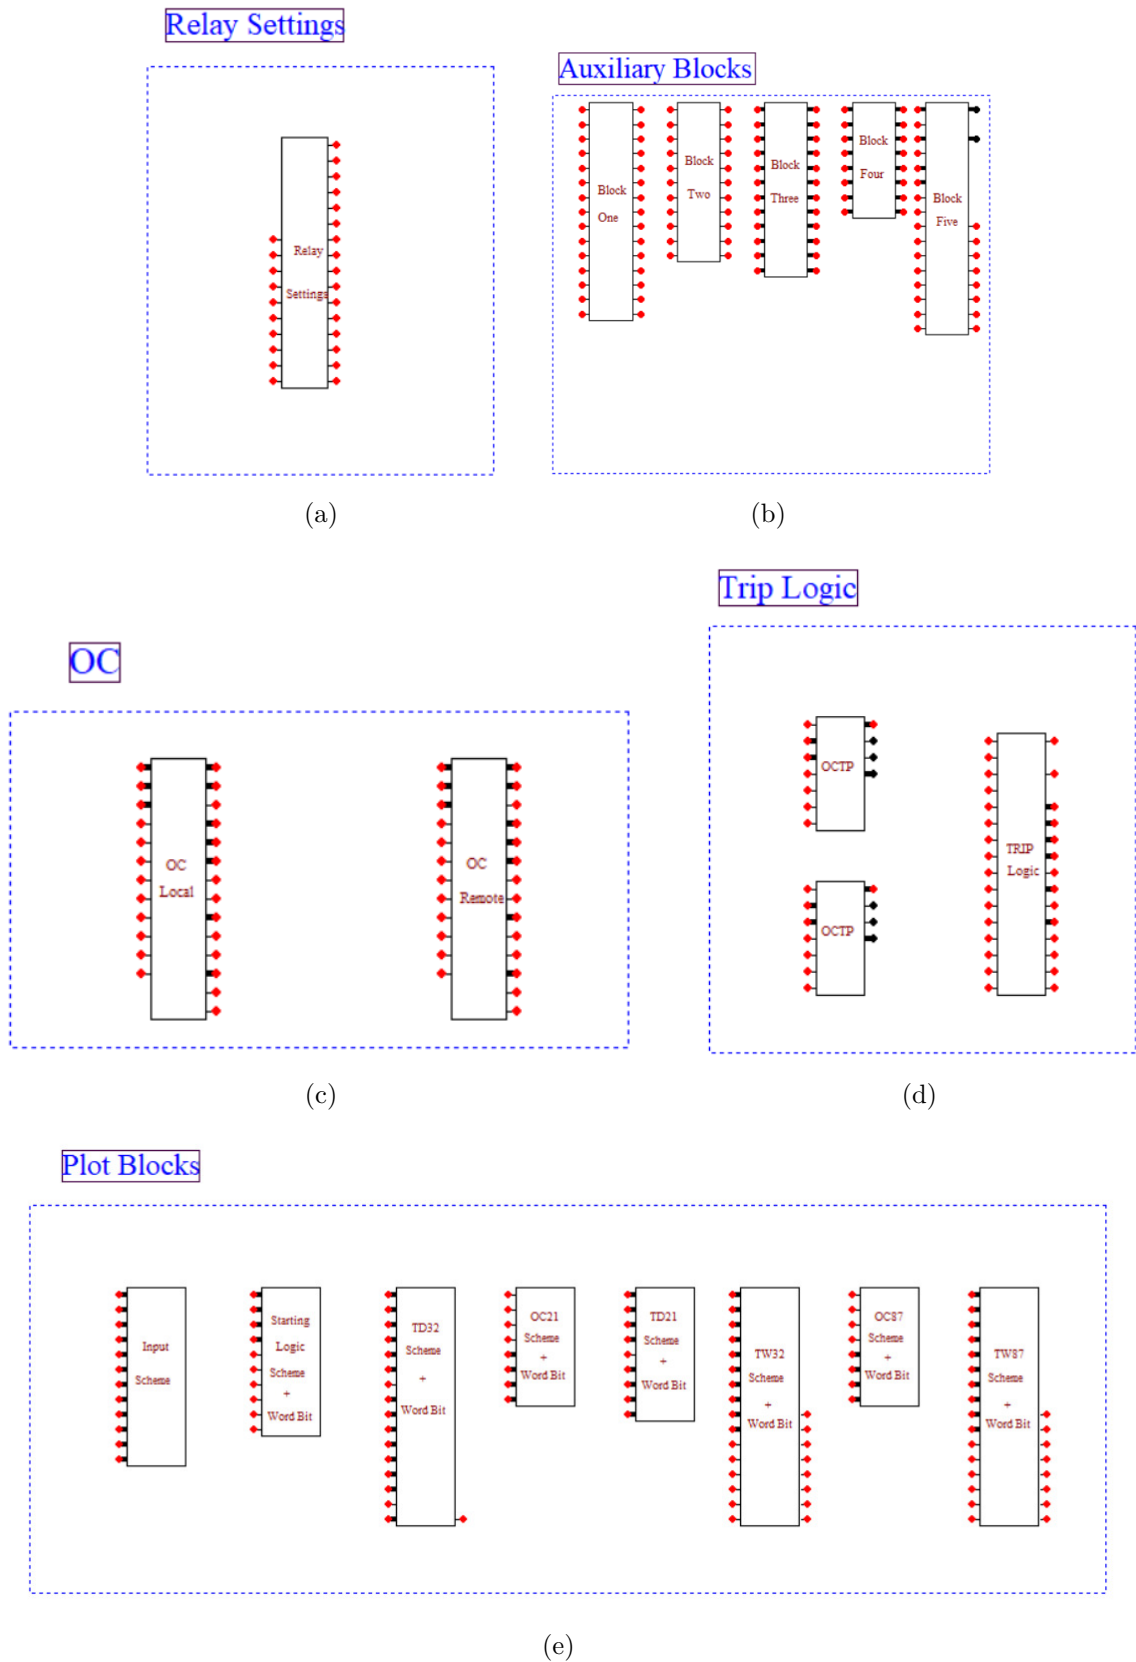 Relay Settings
Relay
Settings
(a)
Auxiliary Blocks
Block
One
Block
Two
Block
Three
Block
Four
Block
Five
(b)
OC
OC
Local
OC
Remote
(c)
Trip Logic
OCTP
OCTP
TRIP
Logic
(d)
Plot Blocks
Input
Scheme
Starting
Logic
Scheme
+
Word Bit
TD32
Scheme
+
Word Bit
OC21
Scheme
+
Word Bit
TD21
Scheme
+
Word Bit
TW32
Scheme
+
Word Bit
OC87
Scheme
+
Word Bit
TW87
Scheme
+
Word Bit
(e)